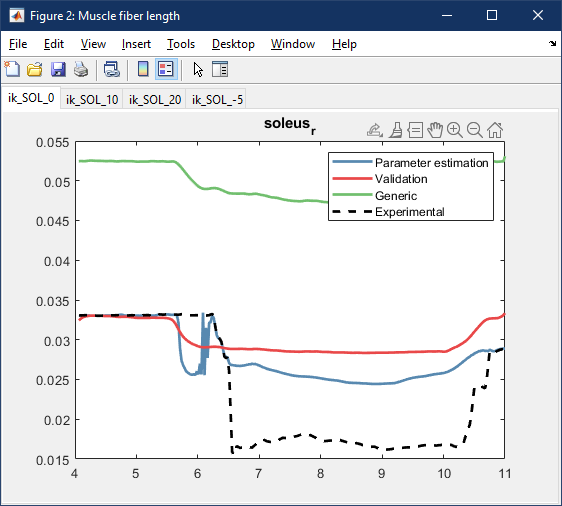 Figure 2: Muscle fiber length
File Edit View Insert Tools Desktop Window Help
ik_SOL_0 ik_SOL_10 ik_SOL_20 ik_SOL_-5
soleus_r
0.055
0.05
0.045
0.04
0.035
0.03
0.025
0.02
0.015
4 5 6 7 8 9 10 11
Parameter estimation
Validation
Generic
Experimental